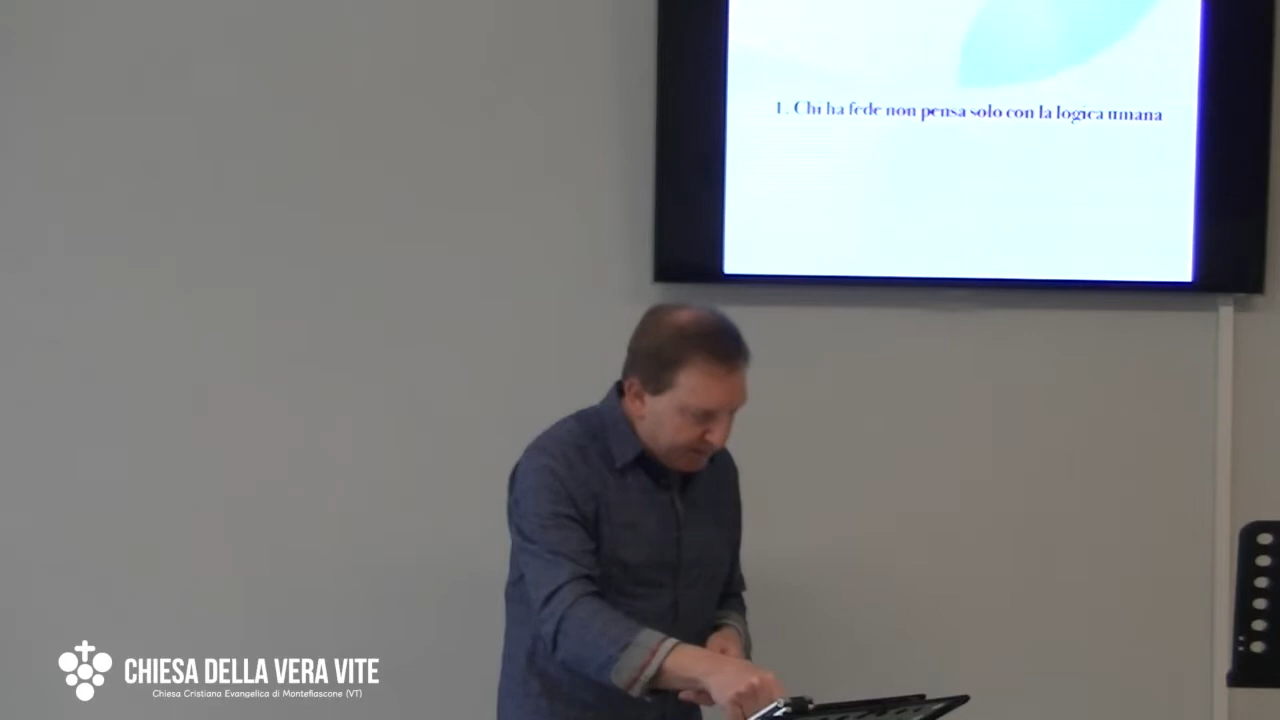 1. Chi ha fede non pensa solo con la logica umana
CHIESA DELLA VERA VITE
Chiesa Cristiana Evangelica di Montefiascone (VT)